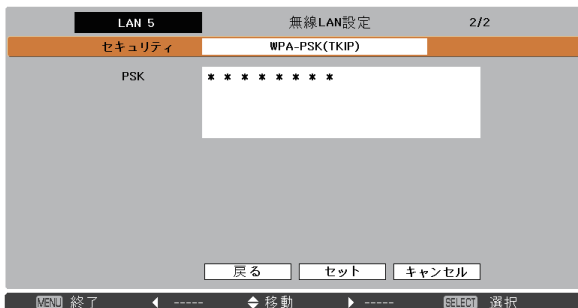 LAN 5 無線LAN設定 2/2
セキュリティ WPA-PSK(TKIP)
PSK * * * * * * * *
戻る セット キャンセル
MENU 終了 ◀ ----- ◆ 移動 ▶ ----- SELECT 選択